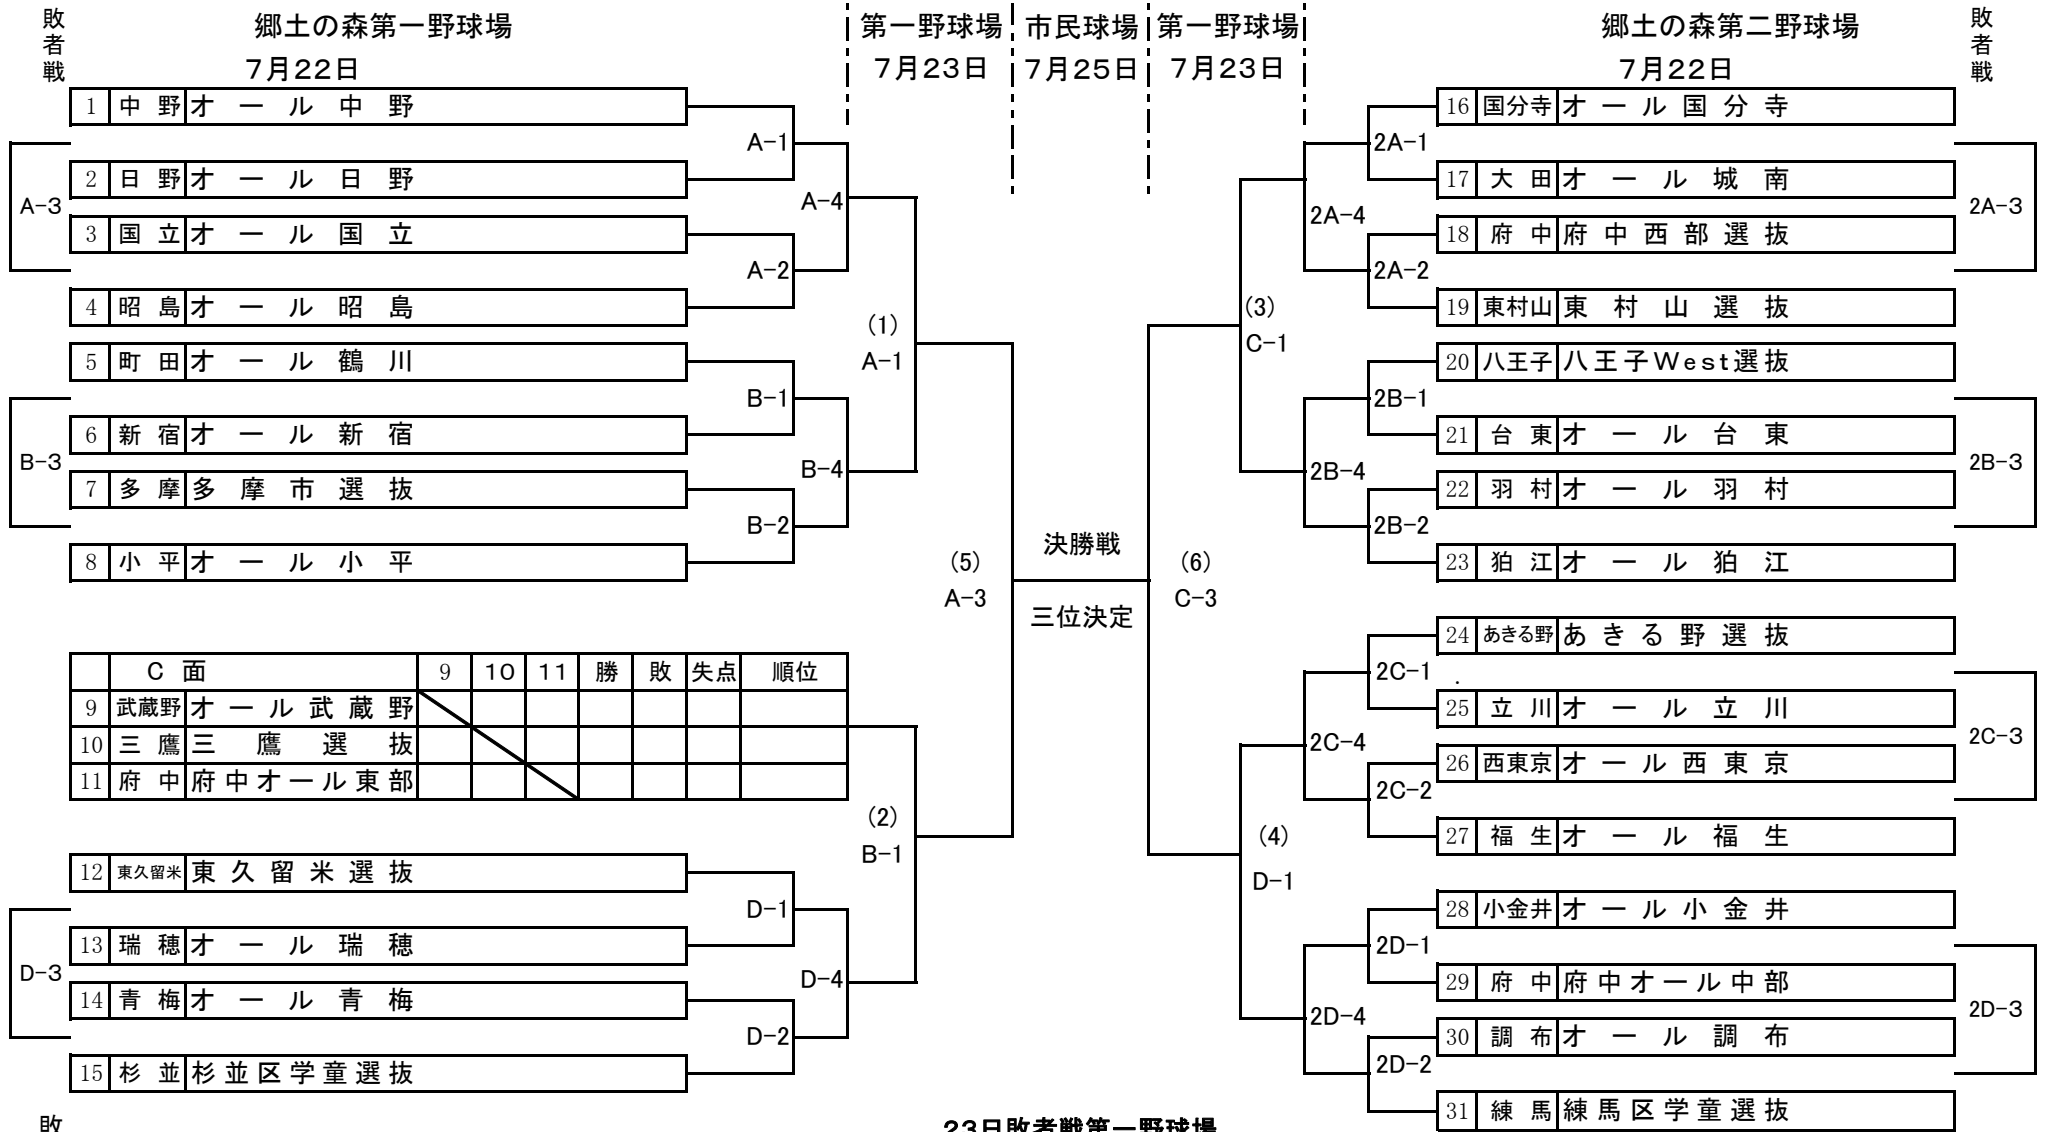 敗者戦
郷土の森第一野球場
7月22日
第一野球場
7月23日
市民球場
7月25日
第一野球場
7月23日
郷土の森第二野球場
7月22日
敗者戦
1 中野 オール中野
A-1
2 日野 オール日野
A-3
A-4
3 国立 オール国立
A-2
4 昭島 オール昭島
(1)
A-1
5 町田 オール鶴川
B-1
6 新宿 オール新宿
B-3
B-4
7 多摩 多摩市選抜
B-2
8 小平 オール小平
(5)
A-3
C面 9 10 11 勝 敗 失点 順位
9 武蔵野 オール武蔵野
10 三鷹 三鷹選抜
11 府中 府中オール東部
(2)
B-1
12 東久留米 東久留米選抜
D-1
13 瑞穂 オール瑞穂
D-3
D-4
14 青梅 オール青梅
D-2
15 杉並 杉並区学童選抜
決勝戦
三位決定
16 国分寺 オール国分寺
2A-1
17 大田 オール城南
2A-4
2A-3
18 府中 府中西部選抜
2A-2
19 東村山 東村山選抜
(3)
C-1
20 八王子 八王子West選抜
2B-1
21 台東 オール台東
2B-4
2B-3
22 羽村 オール羽村
2B-2
23 狛江 オール狛江
(6)
C-3
24 あきる野 あきる野選抜
2C-1
.
25 立川 オール立川
2C-4
2C-3
26 西東京 オール西東京
2C-2
27 福生 オール福生
(4)
D-1
28 小金井 オール小金井
2D-1
29 府中 府中オール中部
2D-4
2D-3
30 調布 オール調布
2D-2
31 練馬 練馬区学童選抜
敗
23日敗者戦第一野球場